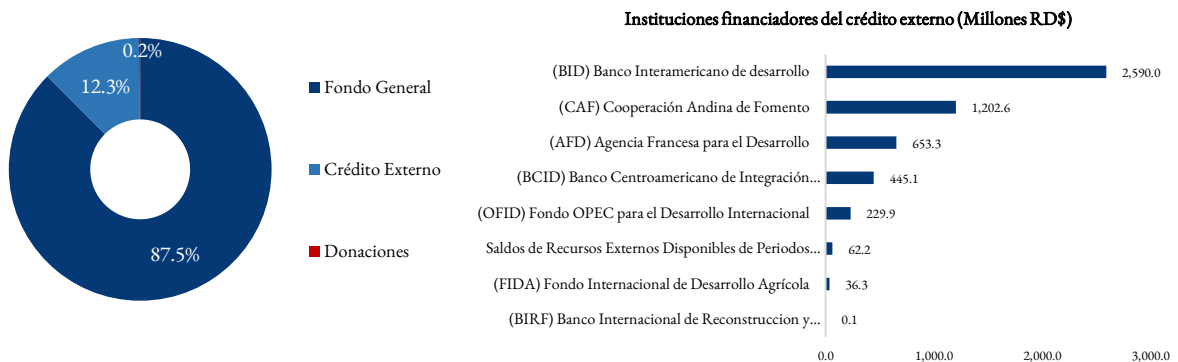 0.2%
12.3%
87.5%
Fondo General
Crédito Externo
Donaciones
Instituciones financiadores del crédito externo (Millones RD$)
(BID) Banco Interamericano de desarrollo 2,590.0
(CAF) Cooperación Andina de Fomento 1,202.6
(AFD) Agencia Francesa para el Desarrollo 653.3
(BCID) Banco Centroamericano de Integración... 445.1
(OFID) Fondo OPEC para el Desarrollo Internacional 229.9
Saldos de Recursos Externos Disponibles de Periodos... 62.2
(FIDA) Fondo Internacional de Desarrollo Agrícola 36.3
(BIRF) Banco Internacional de Reconstruccion y... 0.1
0.0 1,000.0 2,000.0 3,000.0